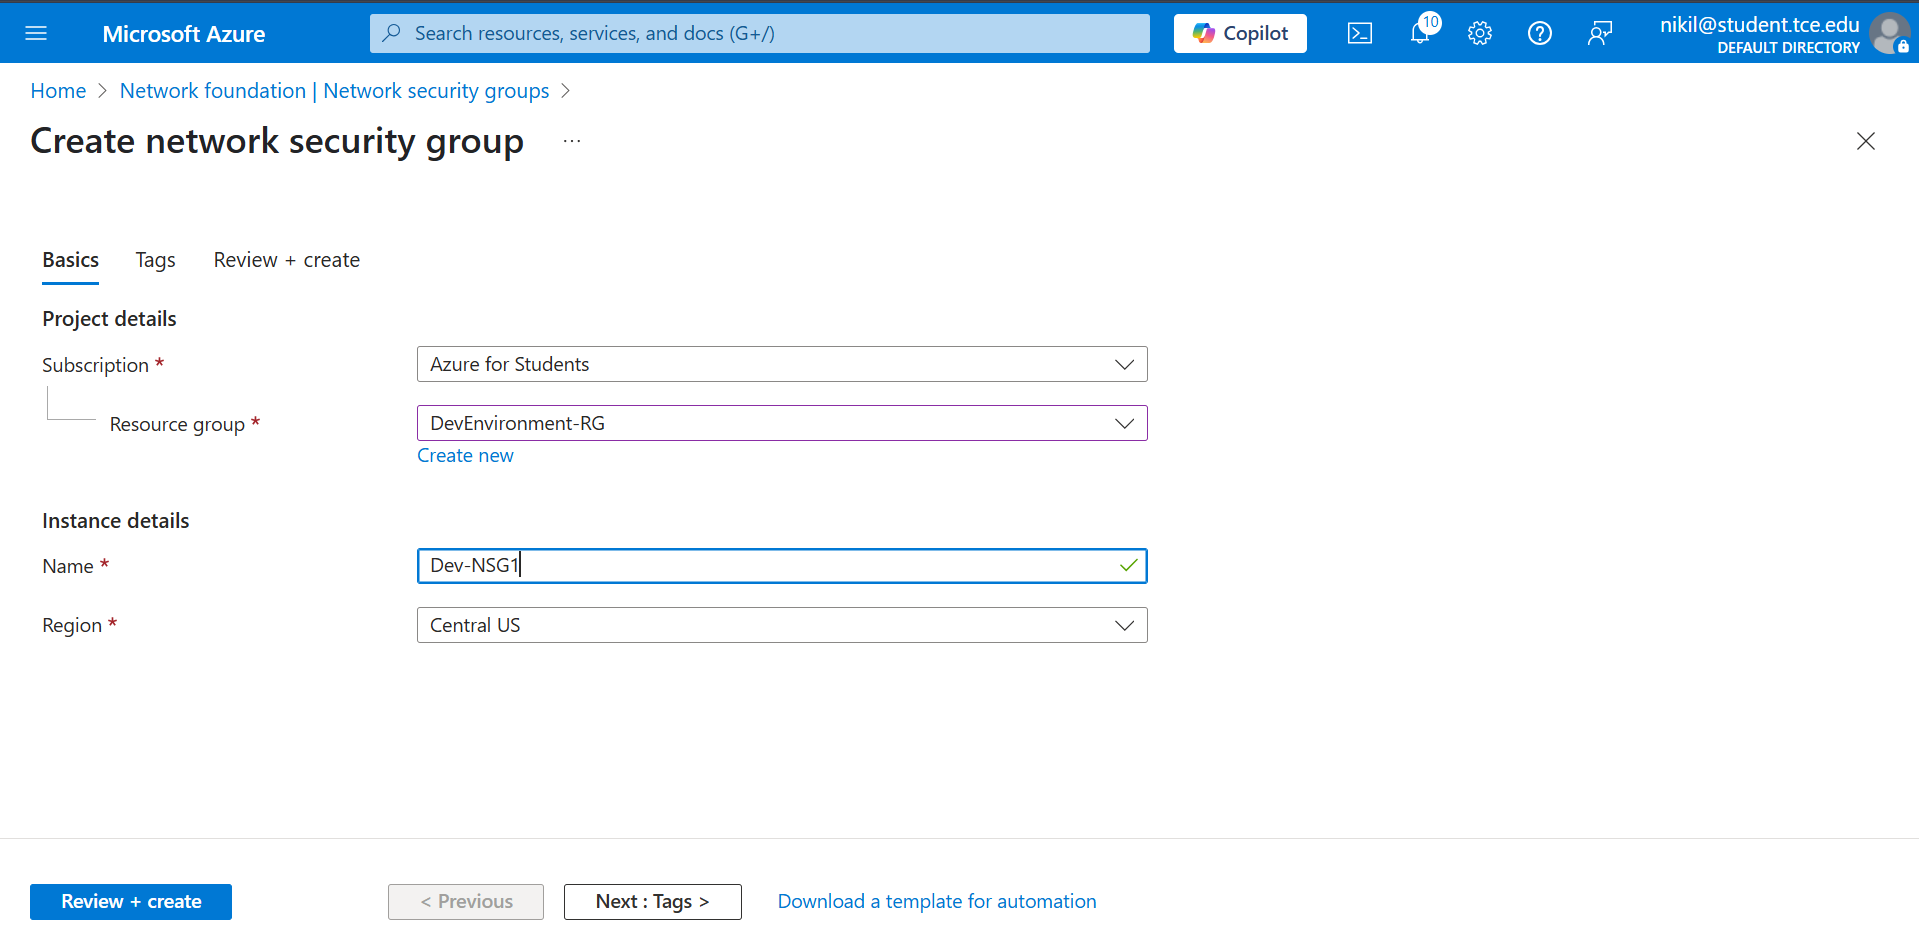 Microsoft Azure
Search resources, services, and docs (G+/)
Copilot
10
nikil@student.tce.edu
DEFAULT DIRECTORY
Home > Network foundation | Network security groups >
Create network security group ...
Basics Tags Review + create
Project details
Subscription *
Azure for Students
Resource group *
DevEnvironment-RG
Create new
Instance details
Name *
Dev-NSG1
Region *
Central US
Review + create
< Previous
Next : Tags >
Download a template for automation